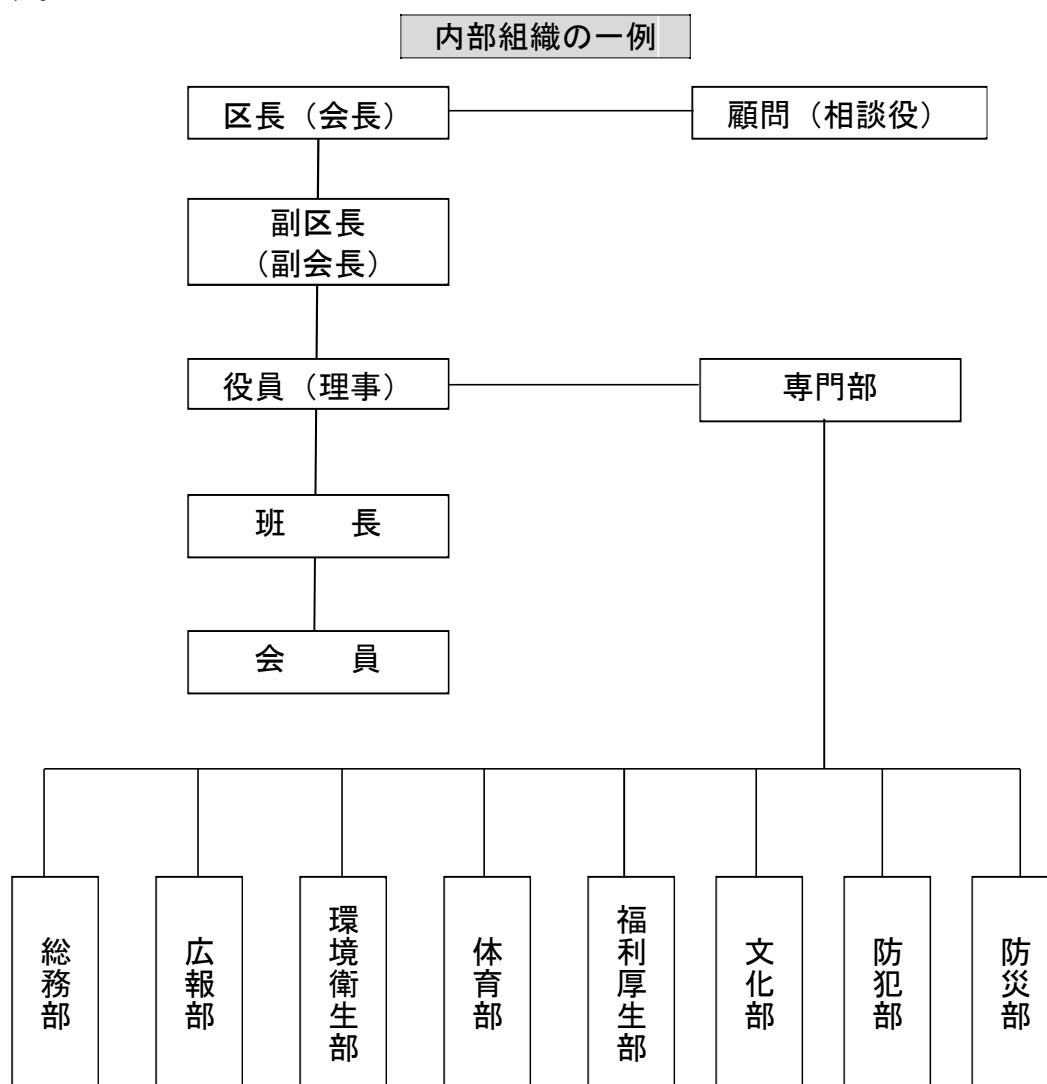 内部組織の一例
区長（会長）
顧問（相談役）
副区長
（副会長）
役員（理事）
専門部
班　　長
会　　員
総務部
広報部
環境衛生部
体育部
福利厚生部
文化部
防犯部
防災部